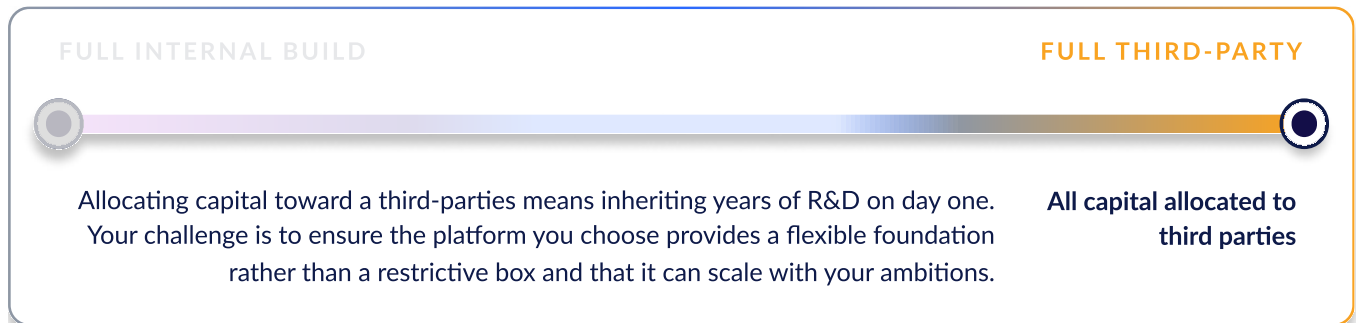 FULL INTERNAL BUILD
FULL THIRD-PARTY
Allocating capital toward a third-parties means inheriting years of R&D on day one.
Your challenge is to ensure the platform you choose provides a flexible foundation
rather than a restrictive box and that it can scale with your ambitions.
All capital allocated to
third parties